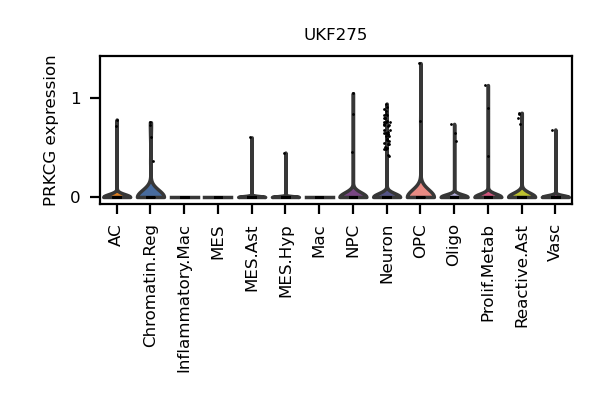 UKF275
PRKCG expression
1
0
AC
Chromatin.Reg
Inflammatory.Mac
MES
MES.Ast
MES.Hyp
Mac
NPC
Neuron
OPC
Oligo
Prolif.Metab
Reactive.Ast
Vasc